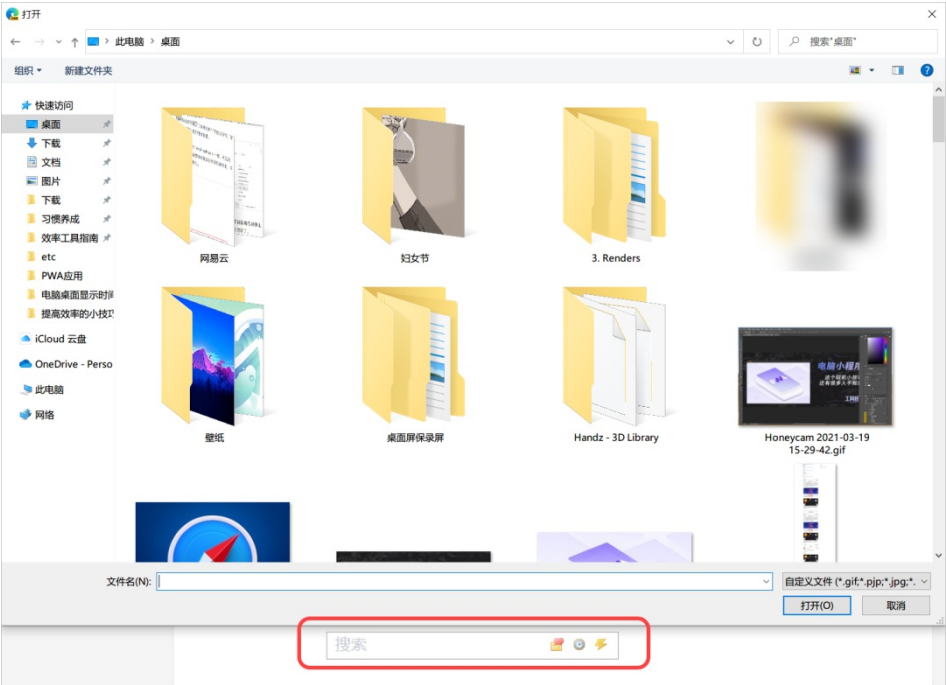 打开
此电脑 > 桌面
搜索"桌面"
组织
新建文件夹
快速访问
桌面
下载
文档
图片
下载
习惯养成
效率工具指南
etc
PWA应用
电脑桌面显示时间
提高效率的小技巧
iCloud 云盘
OneDrive - Perso
此电脑
网络
网易云
妇女节
3. Renders
壁纸
桌面屏保录屏
Handz - 3D Library
Honeycam 2021-03-19
15-29-42.gif
文件名(N):
自定义文件 (*.gif;*.pjp;*.jpg;*.
打开(O)
取消
搜索